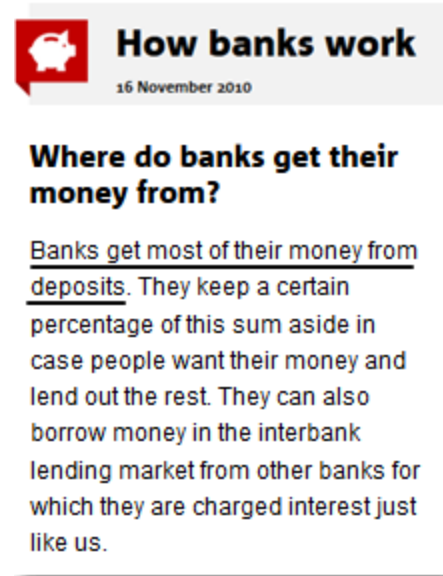 How banks work
16 November 2010
Where do banks get their
money from?
Banks get most of their money from
deposits. They keep a certain
percentage of this sum aside in
case people want their money and
lend out the rest. They can also
borrow money in the interbank
lending market from other banks for
which they are charged interest just
like us.